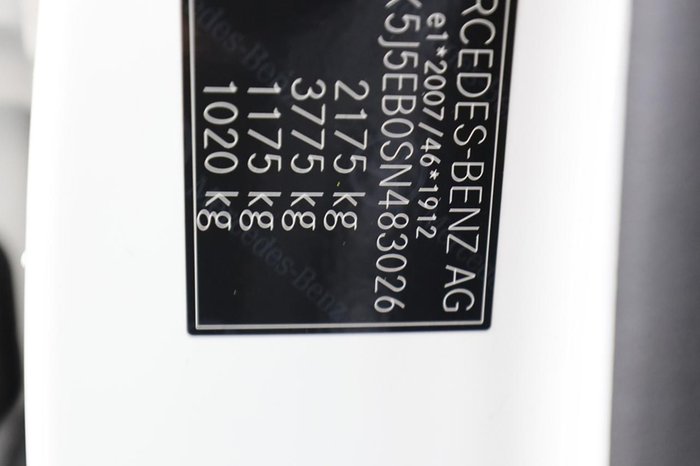 RCEDES-BENZ AG
e1*2007/46*1912
K5J5EB0SN483026
2175 kg
3775 kg
1175 kg
1020 kg